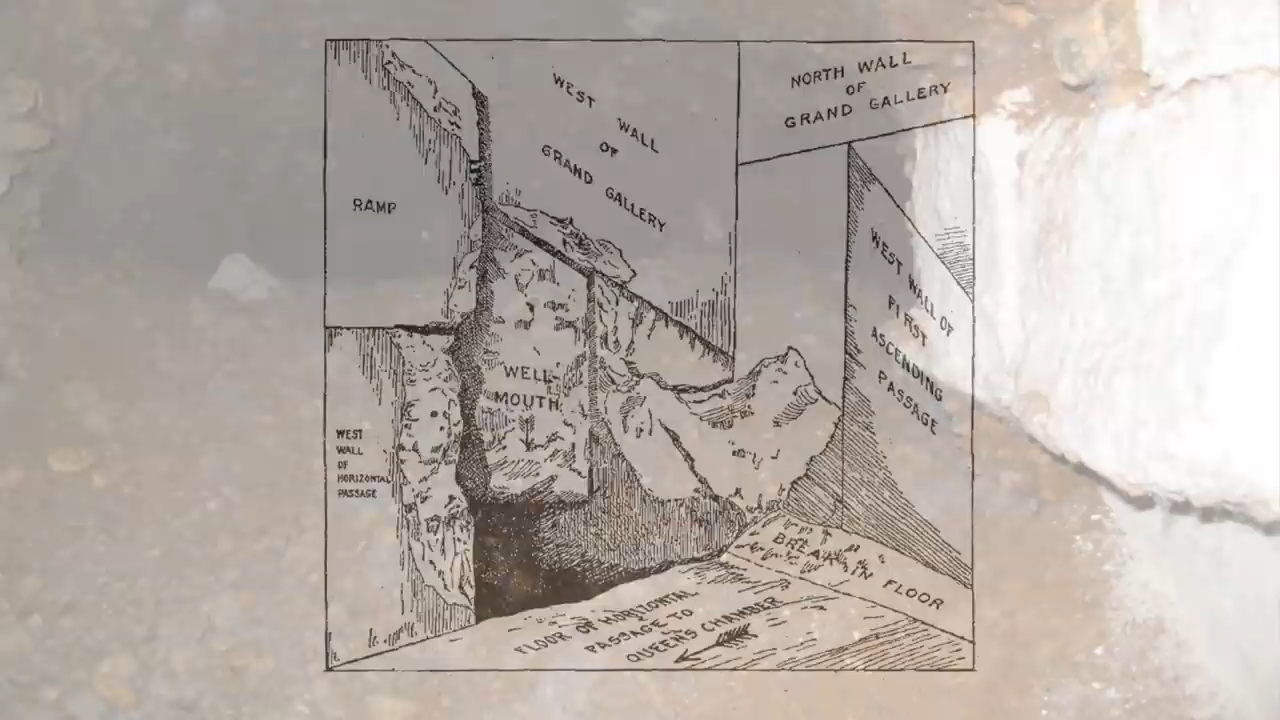 NORTH WALL
OF
GRAND GALLERY
WEST
WALL
OF
GRAND GALLERY
RAMP
WEST WALL OF
FIRST
ASCENDING
PASSAGE
WELL-
MOUTH
WEST
WALL
OF
HORIZONTAL
PASSAGE
BREAK IN FLOOR
FLOOR OF HORIZONTAL
PASSAGE TO
QUEEN'S CHAMBER